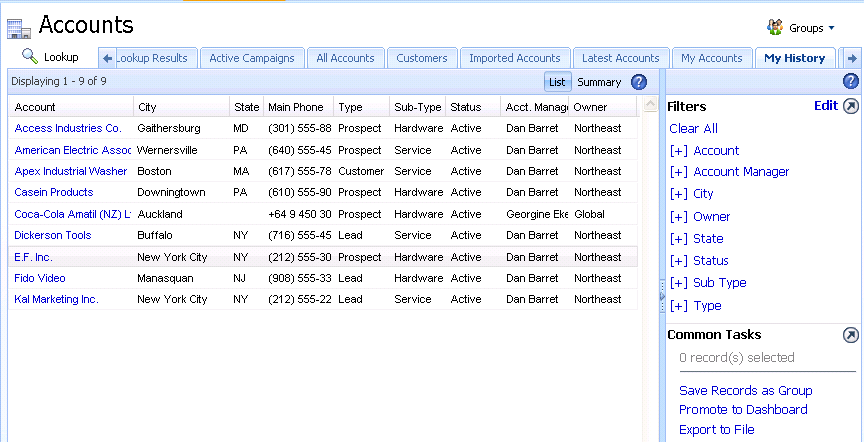 Accounts
Groups
Lookup
Lookup Results
Active Campaigns
All Accounts
Customers
Imported Accounts
Latest Accounts
My Accounts
My History
Displaying 1 - 9 of 9
List
Summary
?
?
Account City State Main Phone Type Sub-Type Status Acct. Manag Owner
Access Industries Co. Gaithersburg MD (301) 555-88 Prospect Hardware Active Dan Barret Northeast
American Electric Assoc Wernersville PA (640) 555-45 Prospect Service Active Dan Barret Northeast
Apex Industrial Washer Boston MA (617) 555-78 Customer Service Active Dan Barret Northeast
Casein Products Downingtown PA (610) 555-90 Prospect Hardware Active Dan Barret Northeast
Coca-Cola Amatil (NZ) L Auckland +64 9 450 30 Prospect Hardware Active Georgine Eke Global
Dickerson Tools Buffalo NY (716) 555-45 Lead Service Active Dan Barret Northeast
E.F. Inc. New York City NY (212) 555-30 Prospect Hardware Active Dan Barret Northeast
Fido Video Manasquan NJ (908) 555-33 Lead Hardware Active Dan Barret Northeast
Kal Marketing Inc. New York City NY (212) 555-22 Lead Service Active Dan Barret Northeast
Filters Edit
Clear All
[+] Account
[+] Account Manager
[+] City
[+] Owner
[+] State
[+] Status
[+] Sub Type
[+] Type
Common Tasks
0 record(s) selected
Save Records as Group
Promote to Dashboard
Export to File